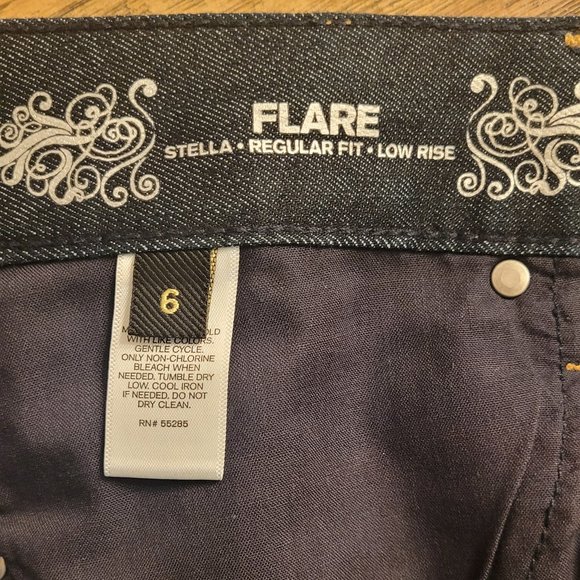 FLARE
STELLA • REGULAR FIT • LOW RISE
6
WITH LIKE COLORS.
GENTLE CYCLE.
ONLY NON-CHLORINE
BLEACH WHEN
NEEDED. TUMBLE DRY
LOW. COOL IRON
IF NEEDED. DO NOT
DRY CLEAN.
RN# 55285